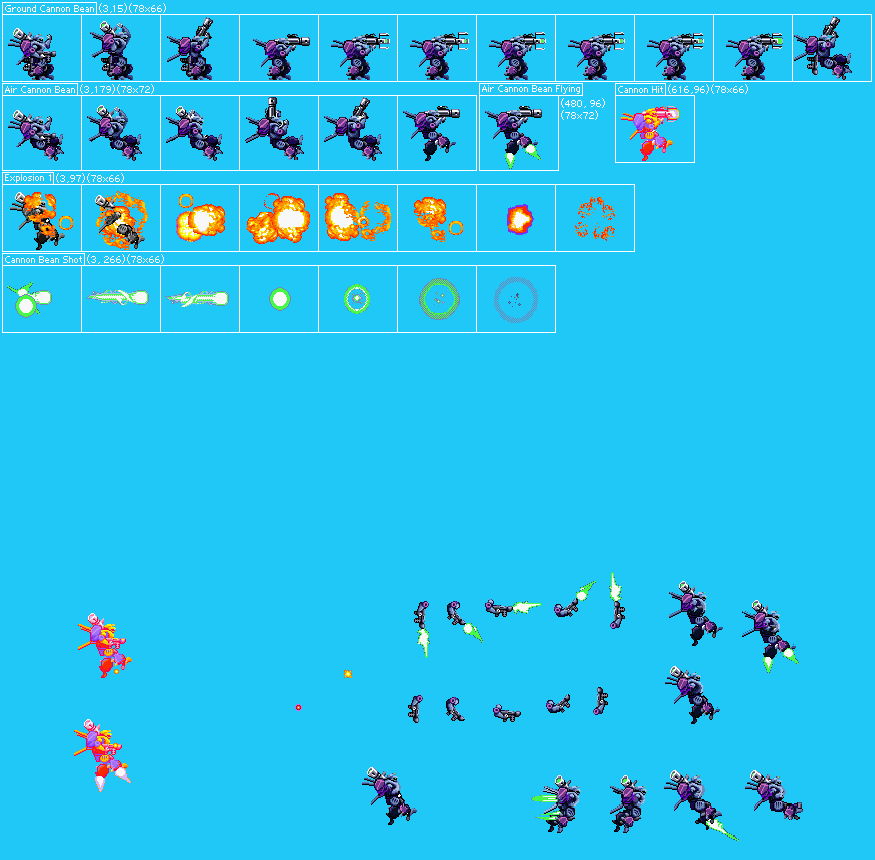 Ground Cannon Bean (3,15)(78x66)
Air Cannon Bean (3,179)(78x72)
Air Cannon Bean Flying
(480, 96)
(78x72)
Cannon Hit (616,96)(78x66)
Explosion 1 (3,97)(78x66)
Cannon Bean Shot (3, 266)(78x66)